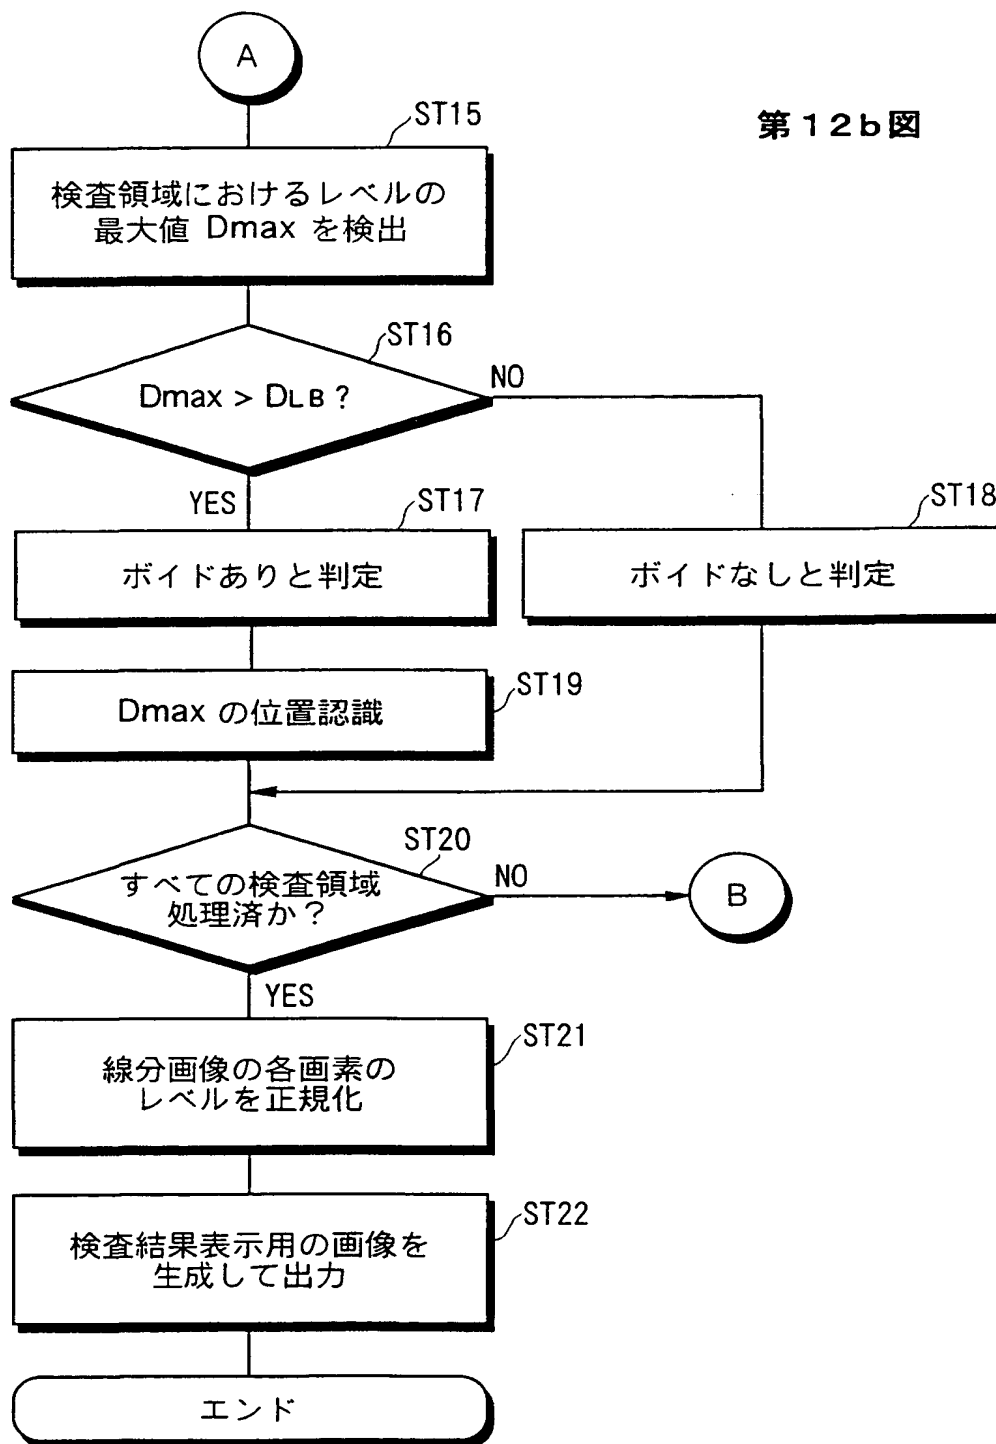 A
第12b図
ST15
検査領域におけるレベルの
最大値 Dmax を検出
ST16
Dmax > DLB ?
NO
YES
ST17
ボイドありと判定
ST18
ボイドなしと判定
ST19
Dmax の位置認識
ST20
すべての検査領域
処理済か?
NO
B
YES
ST21
線分画像の各画素の
レベルを正規化
ST22
検査結果表示用の画像を
生成して出力
エンド